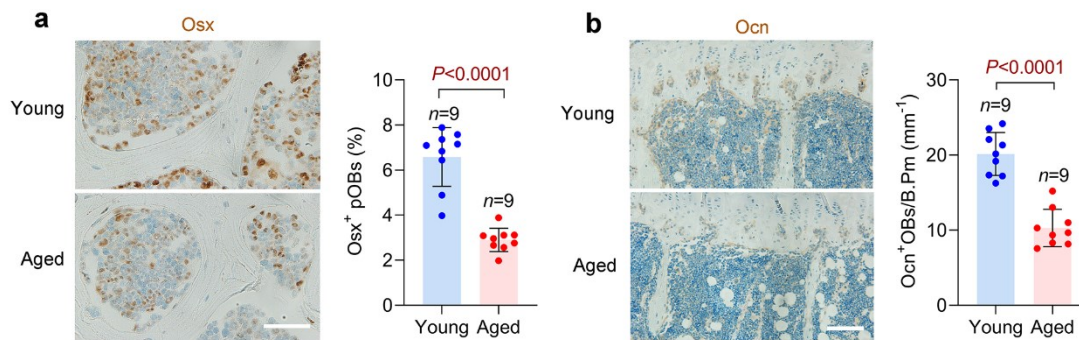 a
Osx
Young
Aged
Osx⁺ pOBs (%)
10
8
6
4
2
0
P<0.0001
n=9
n=9
Young Aged
b
Ocn
Young
Aged
Ocn⁺OBs/B.Pm (mm⁻¹)
30
20
10
0
P<0.0001
n=9
n=9
Young Aged